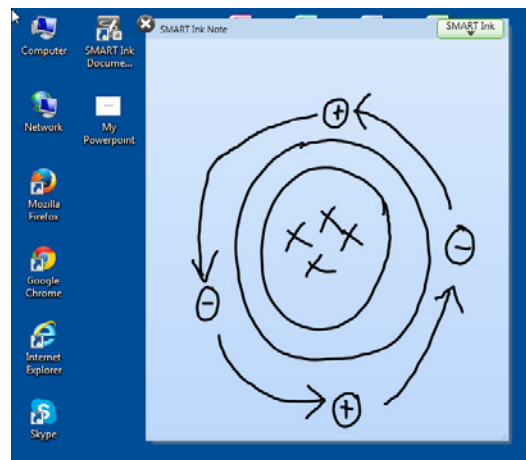 Computer
SMART Ink
Docume...
Network
My
Powerpoint
Mozilla
Firefox
Google
Chrome
Internet
Explorer
Skype
SMART Ink Note
SMART Ink
+
-
-
+
X X X X